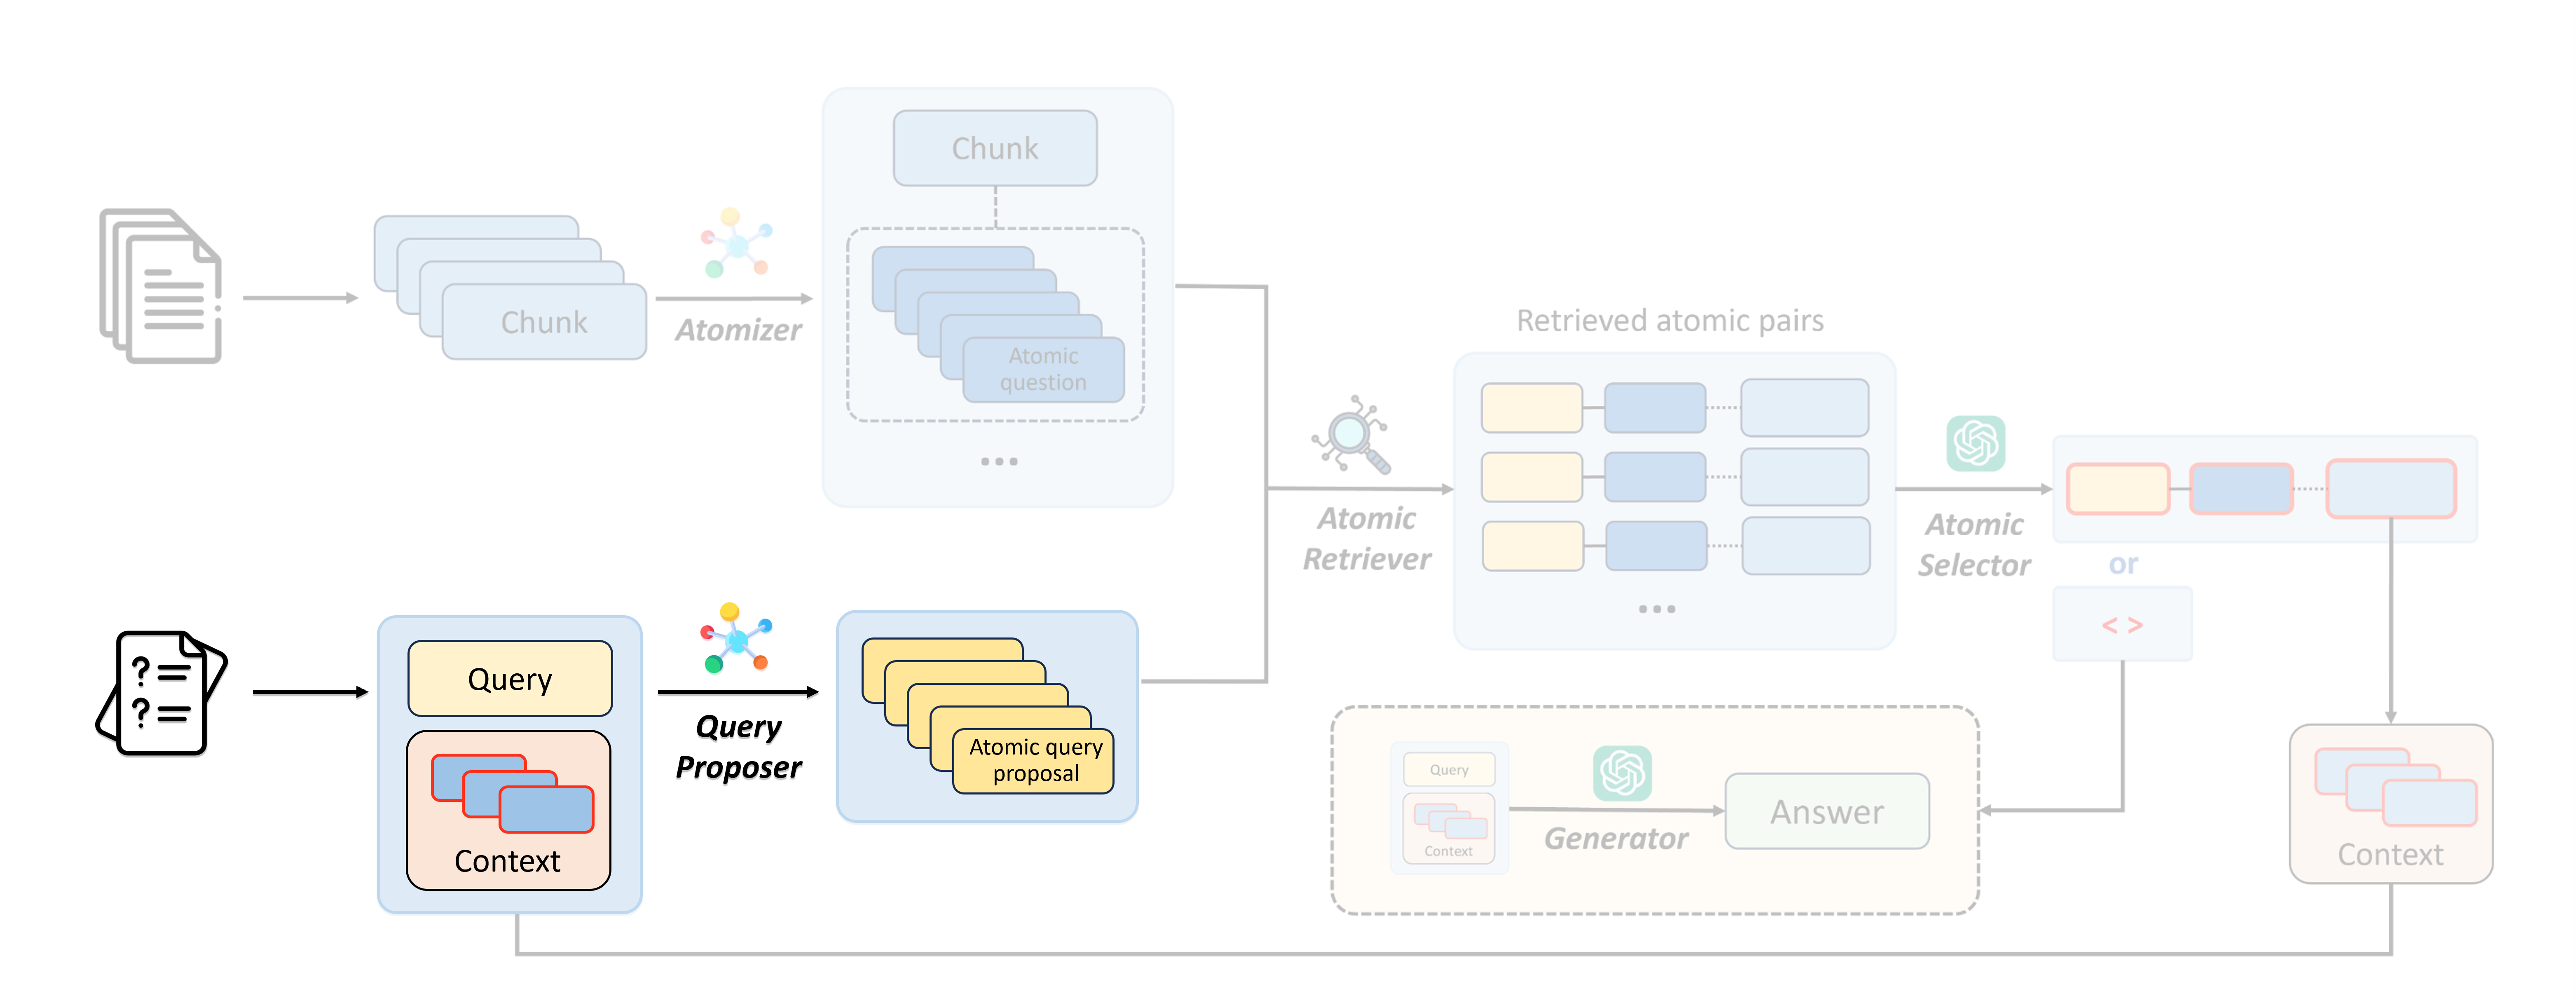 Chunk
Chunk
Atomizer
Atomic
question
...
Retrieved atomic pairs
Atomic
Retriever
...
Atomic
Selector
or
< >
? =
? =
Query
Context
Query
Proposer
Atomic query
proposal
Query
Context
Generator
Answer
Context